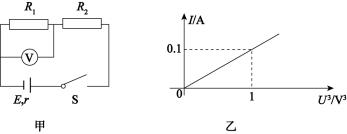 R₁ R₂
V
E,r S
甲
I/A
0.1
0 1 U³/V³
乙